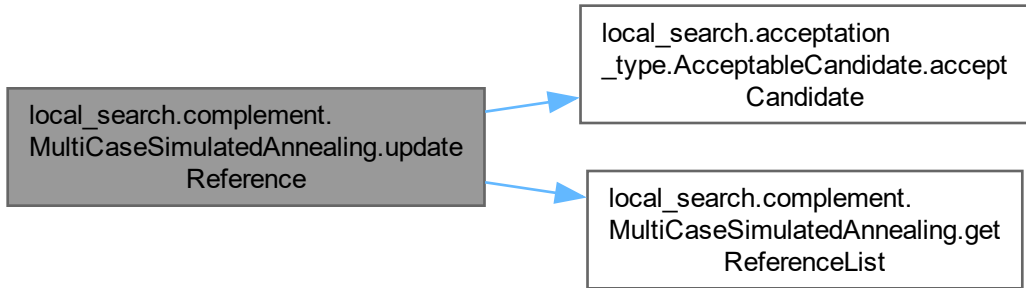 local_search.complement.
MultiCaseSimulatedAnnealing.update
Reference
local_search.acceptation
_type.AcceptableCandidate.accept
Candidate
local_search.complement.
MultiCaseSimulatedAnnealing.get
ReferenceList